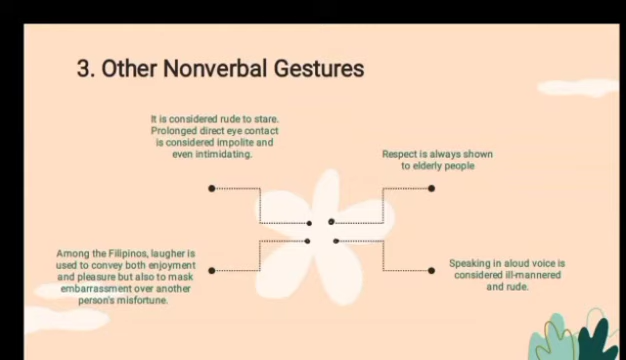 3. Other Nonverbal Gestures
It is considered rude to stare.
Prolonged direct eye contact
is considered impolite and
even intimidating.
Respect is always shown
to elderly people
Among the Filipinos, laugher is
used to convey both enjoyment
and pleasure but also to mask
embarrassment over another
person's misfortune.
Speaking in aloud voice is
considered ill-mannered
and rude.